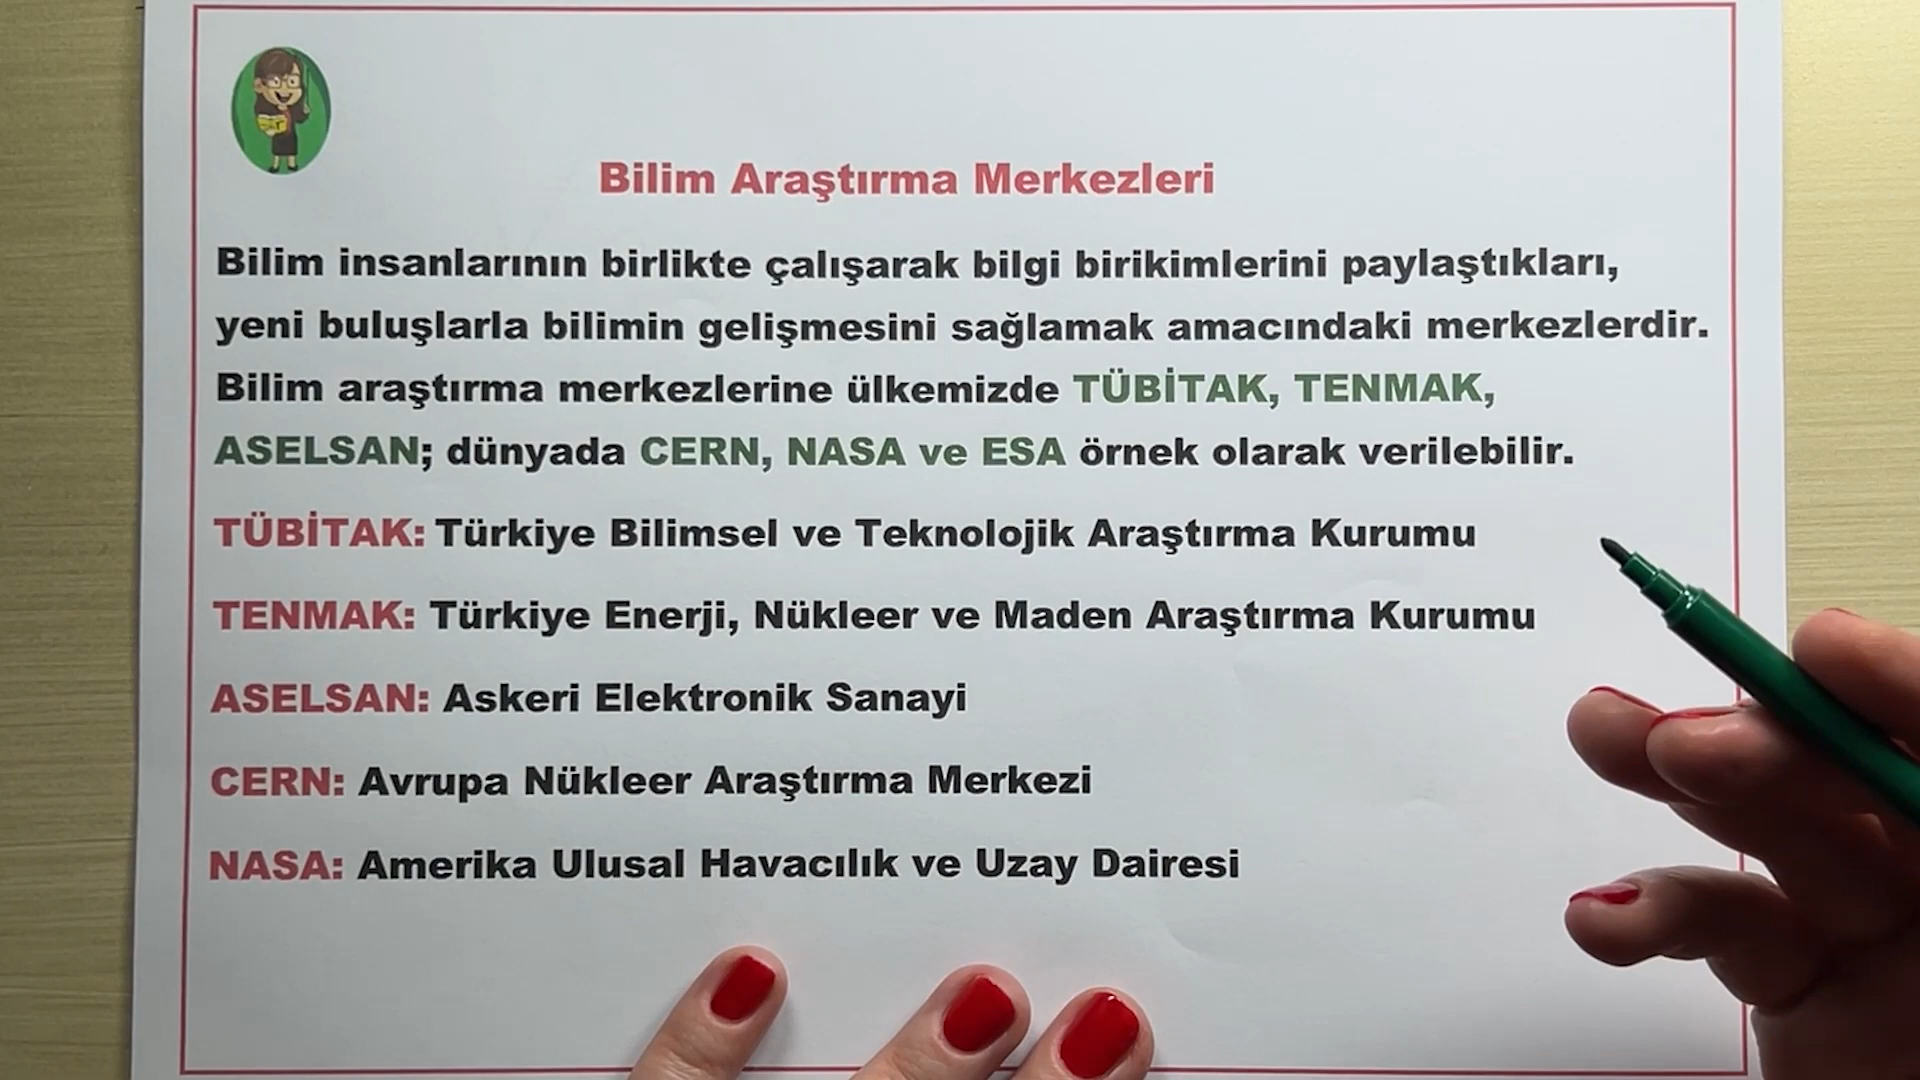 Bilim Araştırma Merkezleri
Bilim insanlarının birlikte çalışarak bilgi birikimlerini paylaştıkları,
yeni buluşlarla bilimin gelişmesini sağlamak amacındaki merkezlerdir.
Bilim araştırma merkezlerine ülkemizde TÜBİTAK, TENMAK,
ASELSAN; dünyada CERN, NASA ve ESA örnek olarak verilebilir.
TÜBİTAK: Türkiye Bilimsel ve Teknolojik Araştırma Kurumu
TENMAK: Türkiye Enerji, Nükleer ve Maden Araştırma Kurumu
ASELSAN: Askeri Elektronik Sanayi
CERN: Avrupa Nükleer Araştırma Merkezi
NASA: Amerika Ulusal Havacılık ve Uzay Dairesi